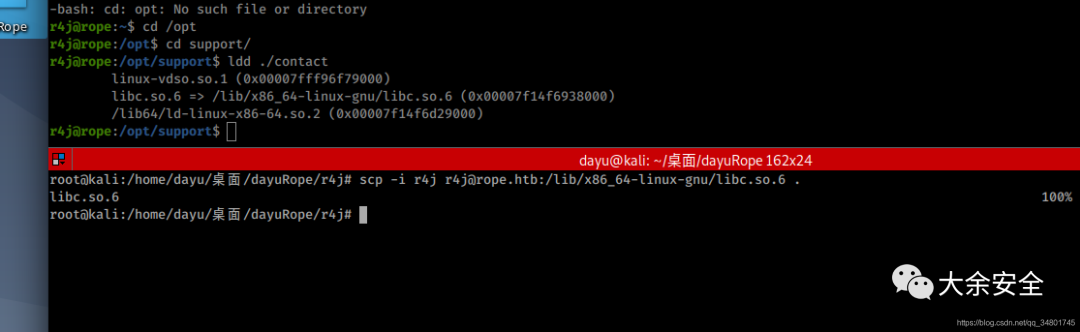 Rope
-bash: cd: opt: No such file or directory
r4j@rope:~$ cd /opt
r4j@rope:/opt$ cd support/
r4j@rope:/opt/support$ ldd ./contact
linux-vdso.so.1 (0x00007fff96f79000)
libc.so.6 => /lib/x86_64-linux-gnu/libc.so.6 (0x00007f14f6938000)
/lib64/ld-linux-x86-64.so.2 (0x00007f14f6d29000)
r4j@rope:/opt/support$
dayu@kali: ~/桌面/dayuRope 162x24
root@kali:/home/dayu/桌面/dayuRope/r4j# scp -i r4j r4j@rope.htb:/lib/x86_64-linux-gnu/libc.so.6 .
libc.so.6 100%
root@kali:/home/dayu/桌面/dayuRope/r4j#
大余安全
https://blog.csdn.net/qq_34801745